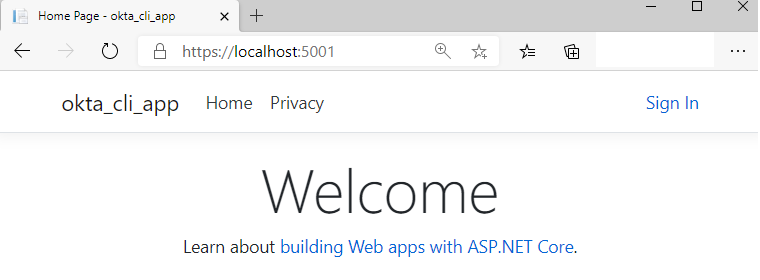 Home Page - okta_cli_app
https://localhost:5001
okta_cli_app Home Privacy Sign In
Welcome
Learn about building Web apps with ASP.NET Core.